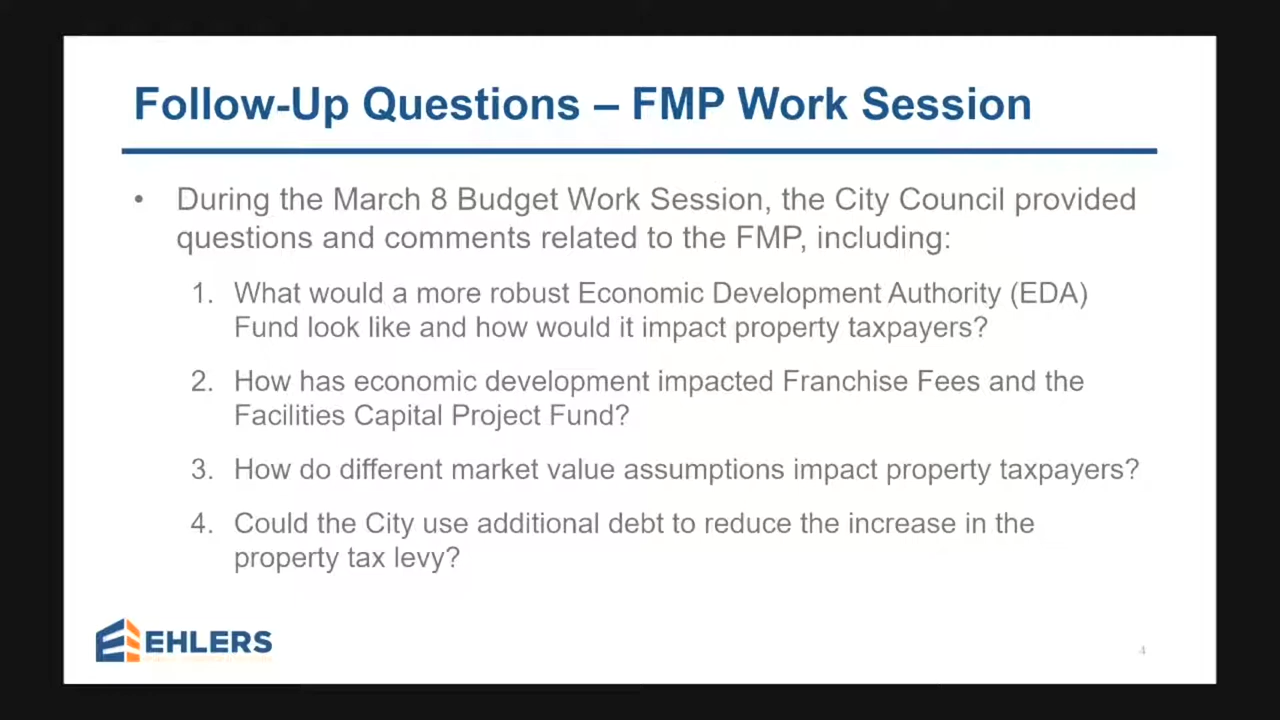 Follow-Up Questions – FMP Work Session
• During the March 8 Budget Work Session, the City Council provided
questions and comments related to the FMP, including:
1. What would a more robust Economic Development Authority (EDA)
Fund look like and how would it impact property taxpayers?
2. How has economic development impacted Franchise Fees and the
Facilities Capital Project Fund?
3. How do different market value assumptions impact property taxpayers?
4. Could the City use additional debt to reduce the increase in the
property tax levy?
EHLERS
4